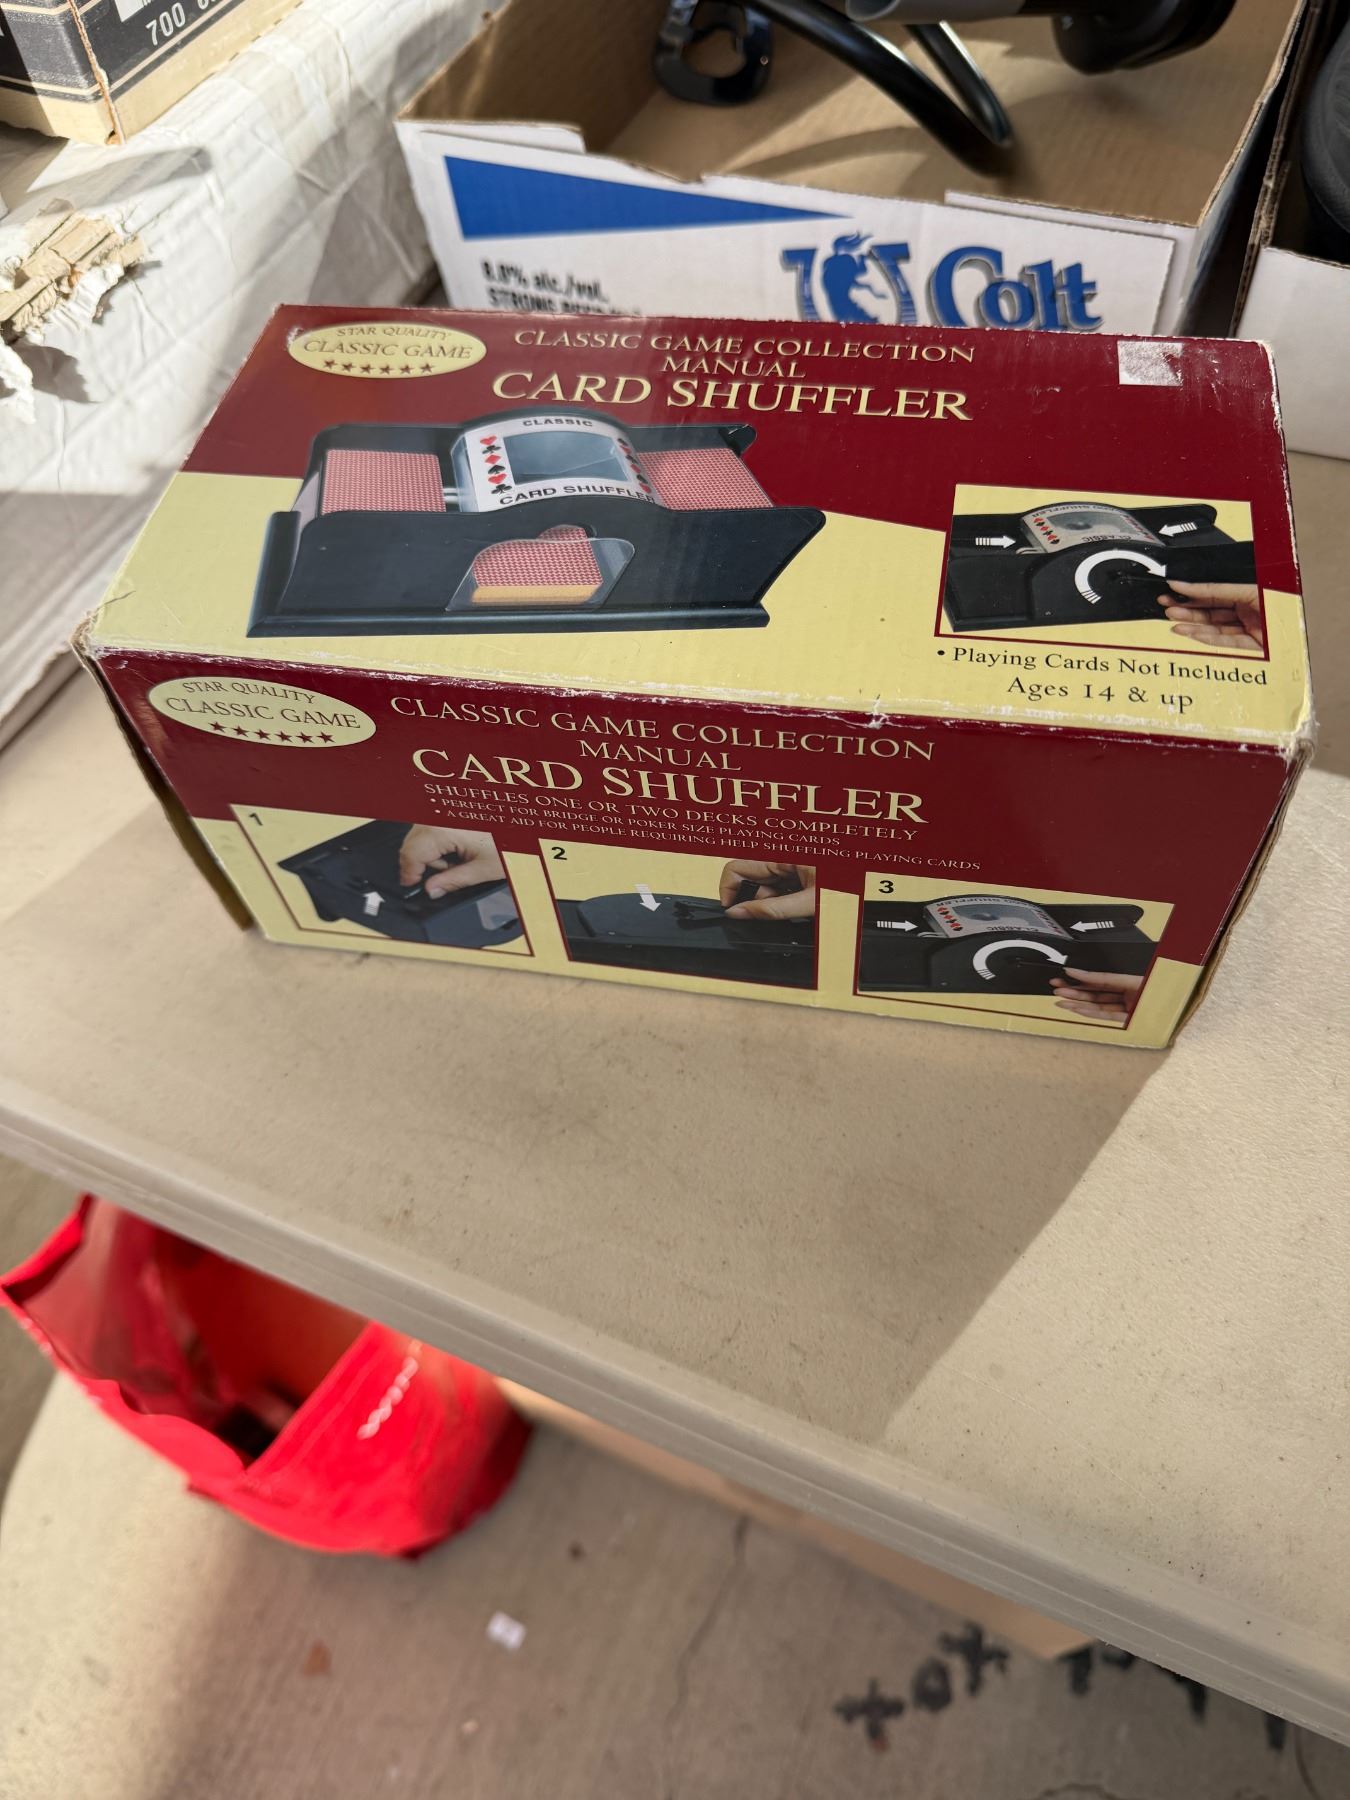 700
8.0% alc./vol.
Colt
STAR QUALITY
CLASSIC GAME
CLASSIC GAME COLLECTION
MANUAL
CARD SHUFFLER
CLASSIC
CARD SHUFFLER
CLASSIC
• Playing Cards Not Included
Ages 14 & up
STAR QUALITY
CLASSIC GAME
CLASSIC GAME COLLECTION
MANUAL
CARD SHUFFLER
SHUFFLES ONE OR TWO DECKS COMPLETELY
• PERFECT FOR BRIDGE OR POKER SIZE PLAYING CARDS
• A GREAT AID FOR PEOPLE REQUIRING HELP SHUFFLING PLAYING CARDS
1
2
3
CLASSIC